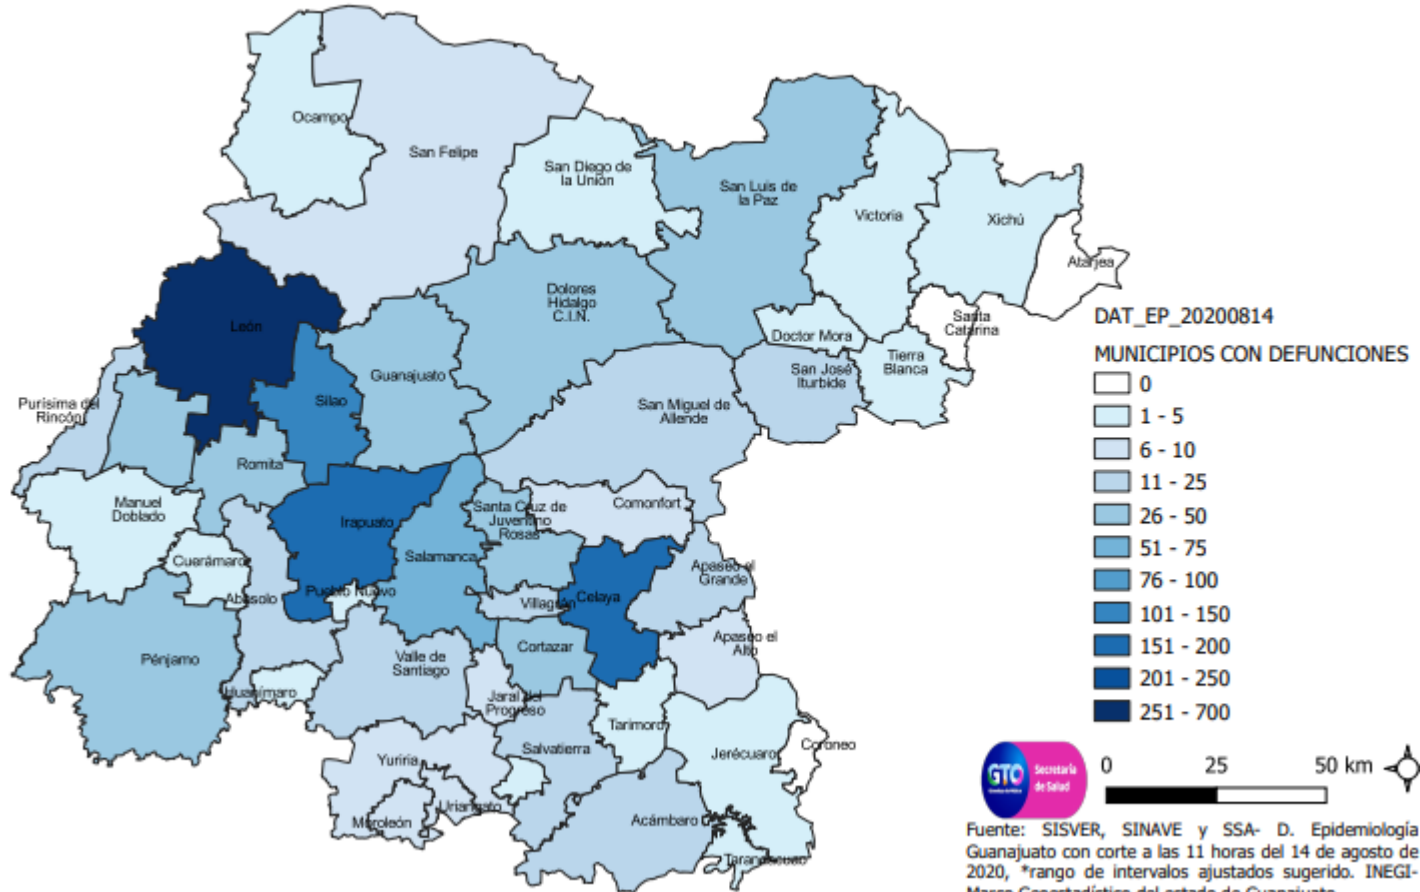 Ocampo
San Felipe
San Diego de
la Unión
San Luis de
la Paz
Victoria
Xichú
Atarjea
Dolores
Hidalgo
C.I.N.
Santa
Catarina
León
Doctor Mora
Tierra
Blanca
Guanajuato
San José
Iturbide
Silao
Purísima del
Rincón
San Miguel de
Allende
Romita
Manuel
Doblado
Irapuato
Santa Cruz de
Juventino
Rosas
Comonfort
Salamanca
Cuerámaro
Apaseo el
Grande
Abasolo
Pueblo Nuevo
Villagrán
Celaya
Pénjamo
Valle de
Santiago
Cortazar
Apaseo el
Alto
Huanímaro
Jaral del
Progreso
Tarimoro
Yuriria
Salvatierra
Jerécuaro
Coroneo
Moroleón
Uriangato
Acámbaro
Tarandacuao
DAT_EP_20200814
MUNICIPIOS CON DEFUNCIONES
0
1 - 5
6 - 10
11 - 25
26 - 50
51 - 75
76 - 100
101 - 150
151 - 200
201 - 250
251 - 700
GTO
Secretaría
de Salud
0 25 50 km
Fuente: SISVER, SINAVE y SSA- D. Epidemiología
Guanajuato con corte a las 11 horas del 14 de agosto de
2020, *rango de intervalos ajustados sugerido. INEGI-
Marco Geoestadístico del estado de Guanajuato